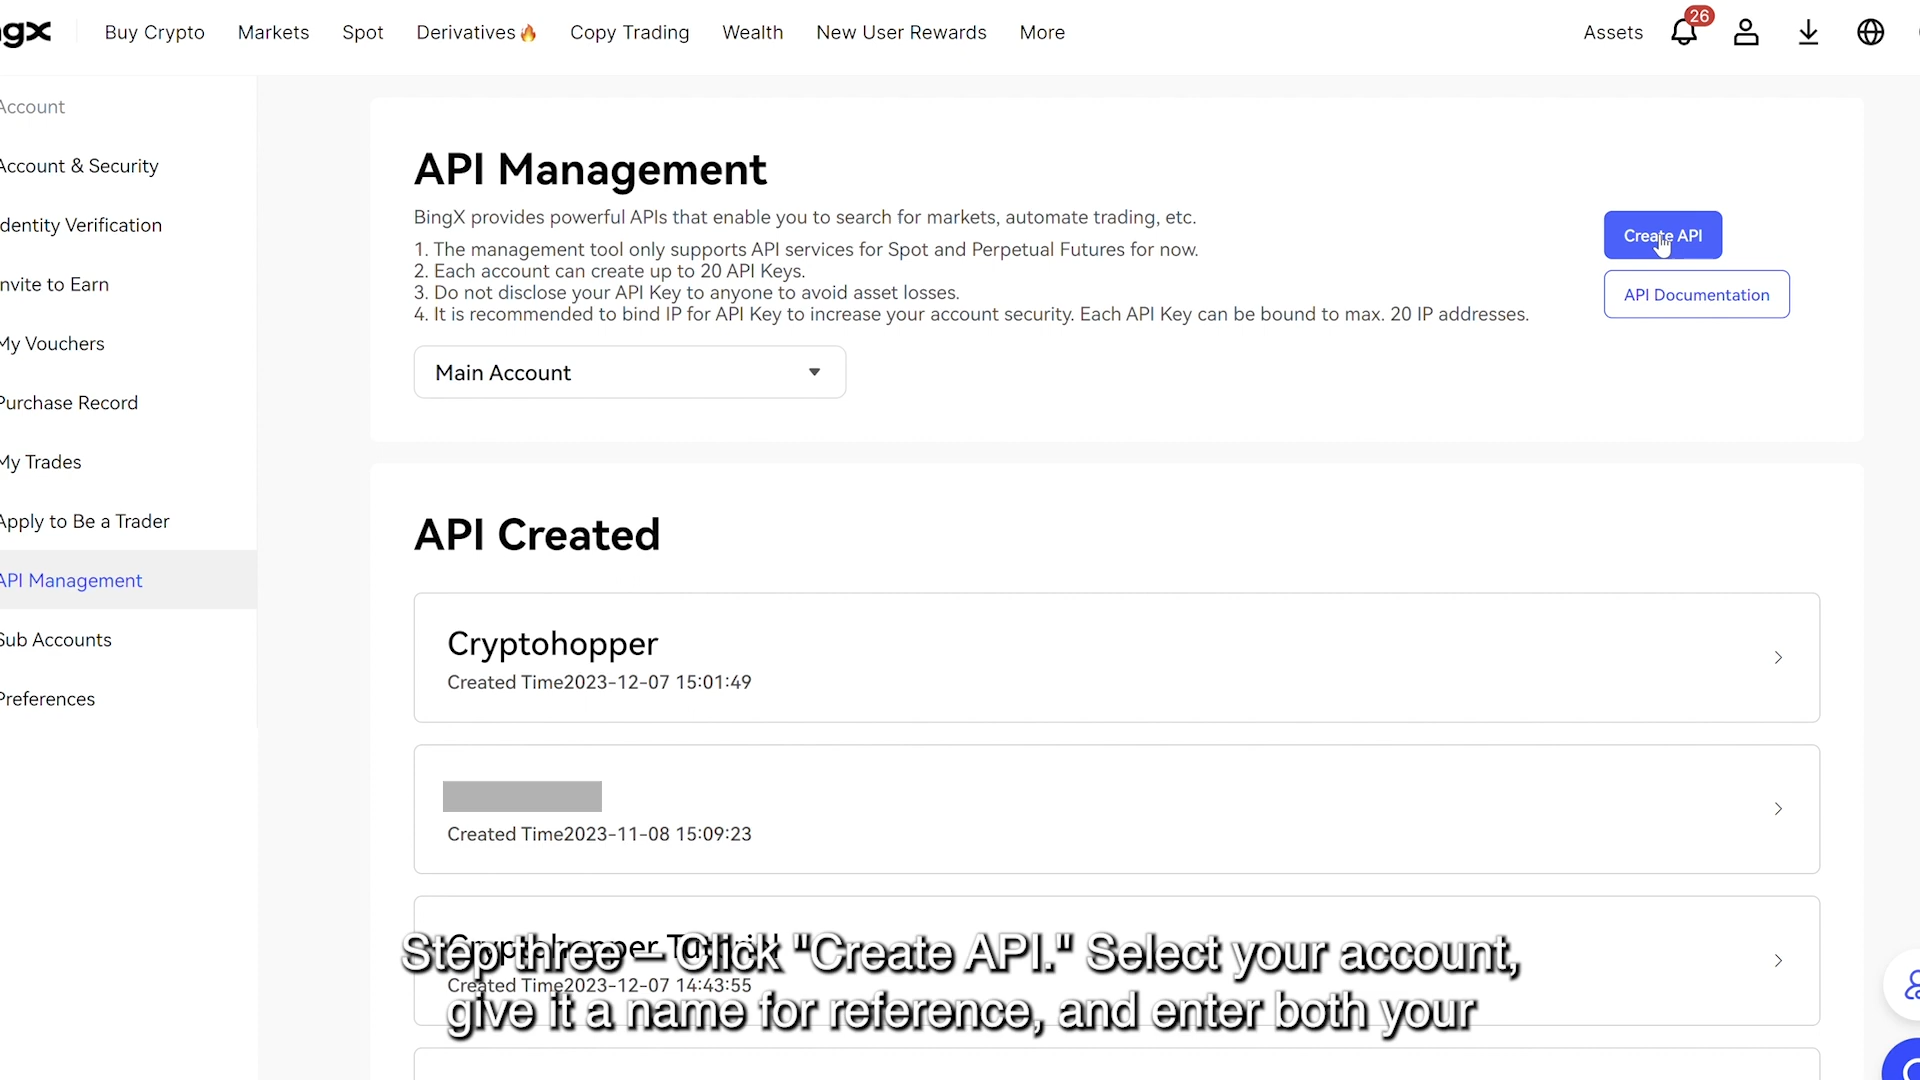 gX
Buy Crypto
Markets
Spot
Derivatives
Copy Trading
Wealth
New User Rewards
More
Assets
26
Account
Account & Security
dentity Verification
nvite to Earn
My Vouchers
Purchase Record
My Trades
Apply to Be a Trader
API Management
Sub Accounts
Preferences
API Management
BingX provides powerful APIs that enable you to search for markets, automate trading, etc.
1. The management tool only supports API services for Spot and Perpetual Futures for now.
2. Each account can create up to 20 API Keys.
3. Do not disclose your API Key to anyone to avoid asset losses.
4. It is recommended to bind IP for API Key to increase your account security. Each API Key can be bound to max. 20 IP addresses.
Create API
API Documentation
Main Account
API Created
Cryptohopper
Created Time2023-12-07 15:01:49
Created Time2023-11-08 15:09:23
Cryptohopper Tutorial
Created Time2023-12-07 14:43:55
Step three – Click "Create API." Select your account,
give it a name for reference, and enter both your